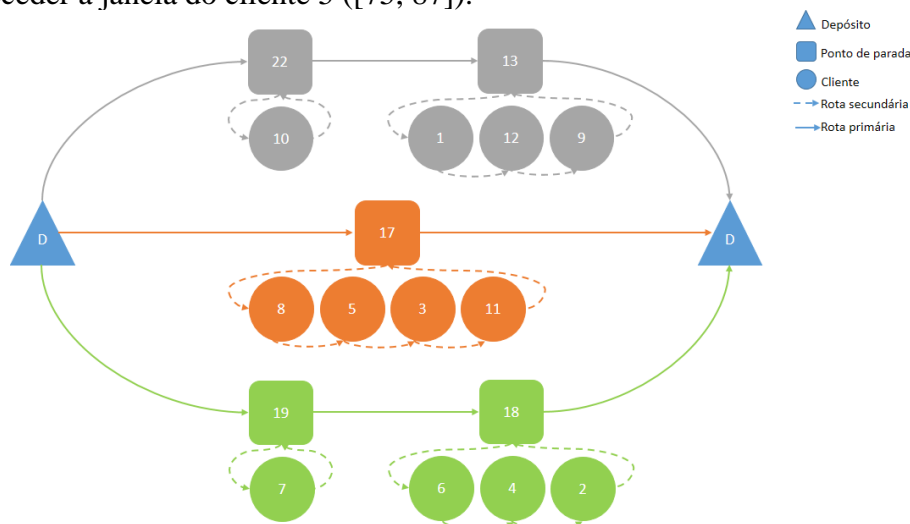 ceder a janela do cliente 5 ([75, 87]).
Depósito
Ponto de parada
Cliente
Rota secundária
Rota primária
22
13
10
1
12
9
D
17
D
8
5
3
11
19
18
7
6
4
2